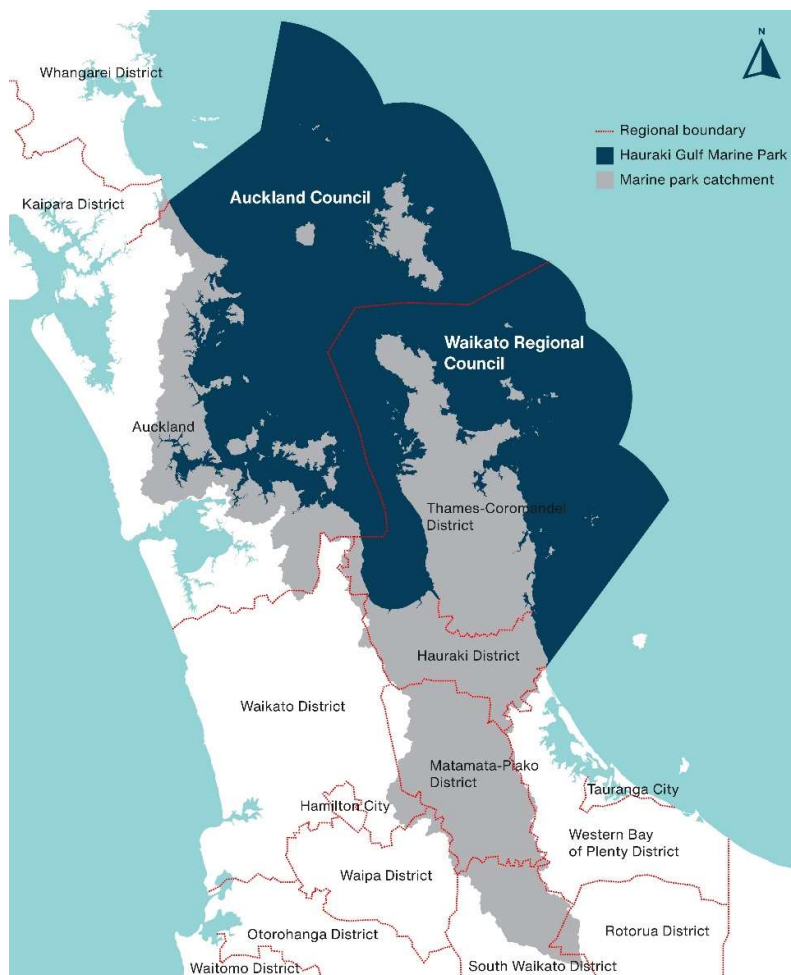 N
Whangarei District
Regional boundary
Hauraki Gulf Marine Park
Marine park catchment
Kaipara District
Auckland Council
Waikato Regional
Council
Auckland
Thames-Coromandel
District
Hauraki District
Waikato District
Matamata-Piako
District
Tauranga City
Hamilton City
Western Bay
of Plenty District
Waipa District
Otorohanga District
Rotorua District
Waitomo District
South Waikato District